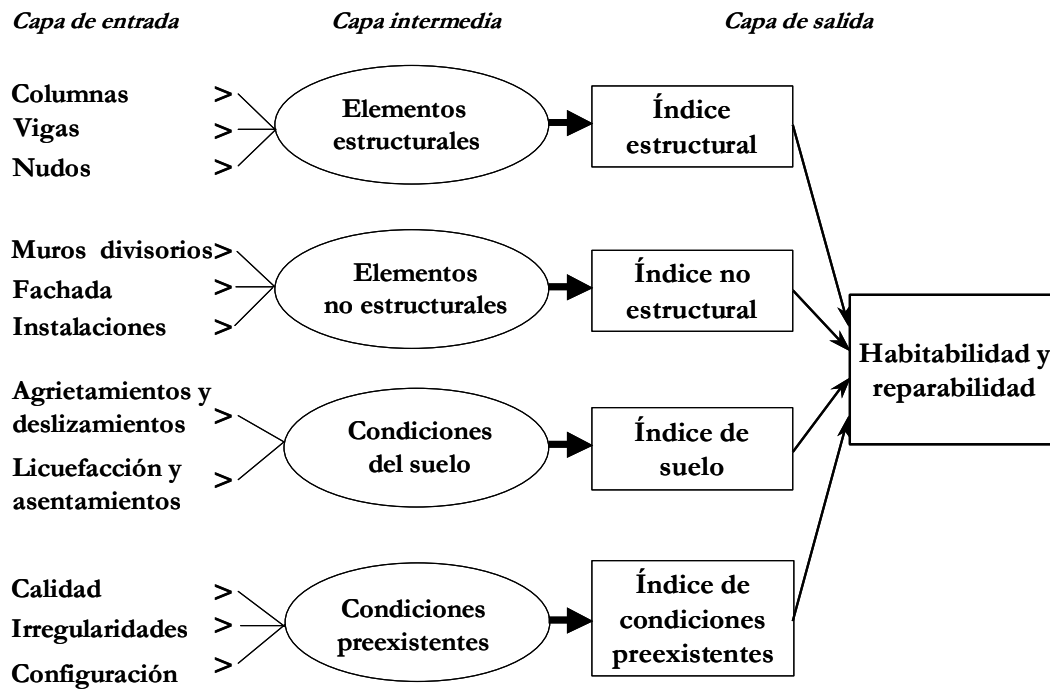 Capa de entrada
Capa intermedia
Capa de salida
Columnas >
Vigas >
Nudos >
Elementos
estructurales
Índice
estructural
Muros divisorios >
Fachada >
Instalaciones >
Elementos
no estructurales
Índice no
estructural
Agrietamientos y
deslizamientos >
Licuefacción y
asentamientos >
Condiciones
del suelo
Índice de
suelo
Calidad >
Irregularidades >
Configuración >
Condiciones
preexistentes
Índice de
condiciones
preexistentes
Habitabilidad y
reparabilidad